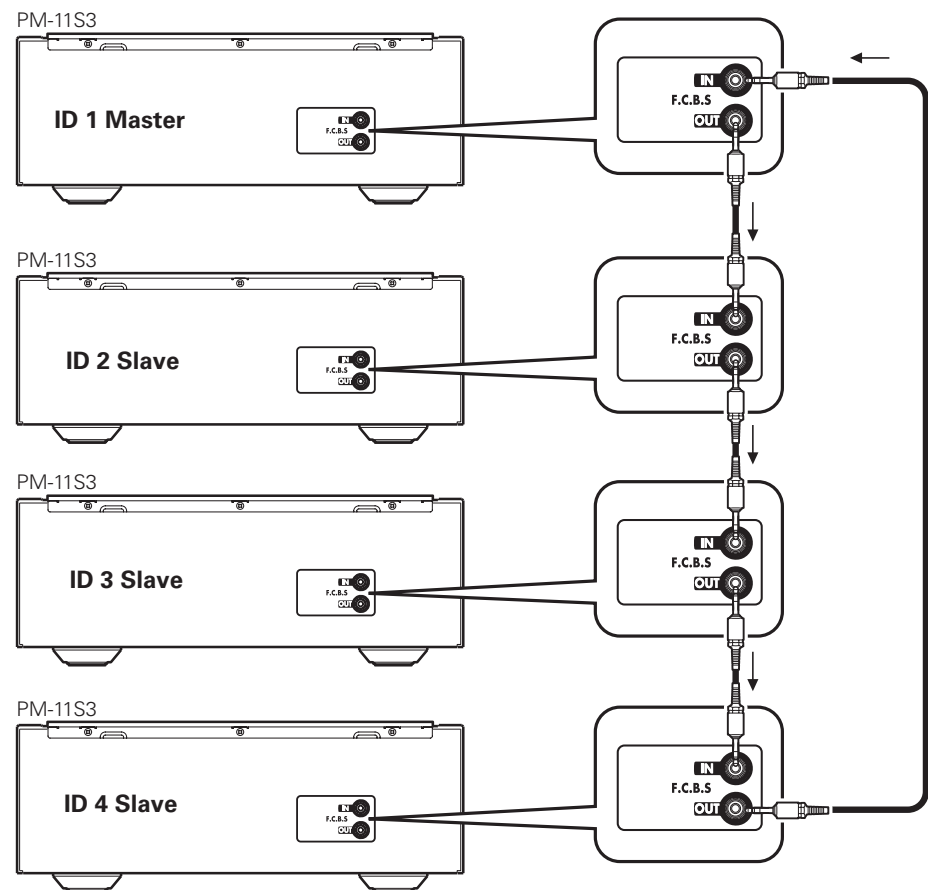 PM-11S3
ID 1 Master
IN
F.C.B.S
OUT
IN
F.C.B.S
OUT
PM-11S3
ID 2 Slave
IN
F.C.B.S
OUT
IN
F.C.B.S
OUT
PM-11S3
ID 3 Slave
IN
F.C.B.S
OUT
IN
F.C.B.S
OUT
PM-11S3
ID 4 Slave
IN
F.C.B.S
OUT
IN
F.C.B.S
OUT